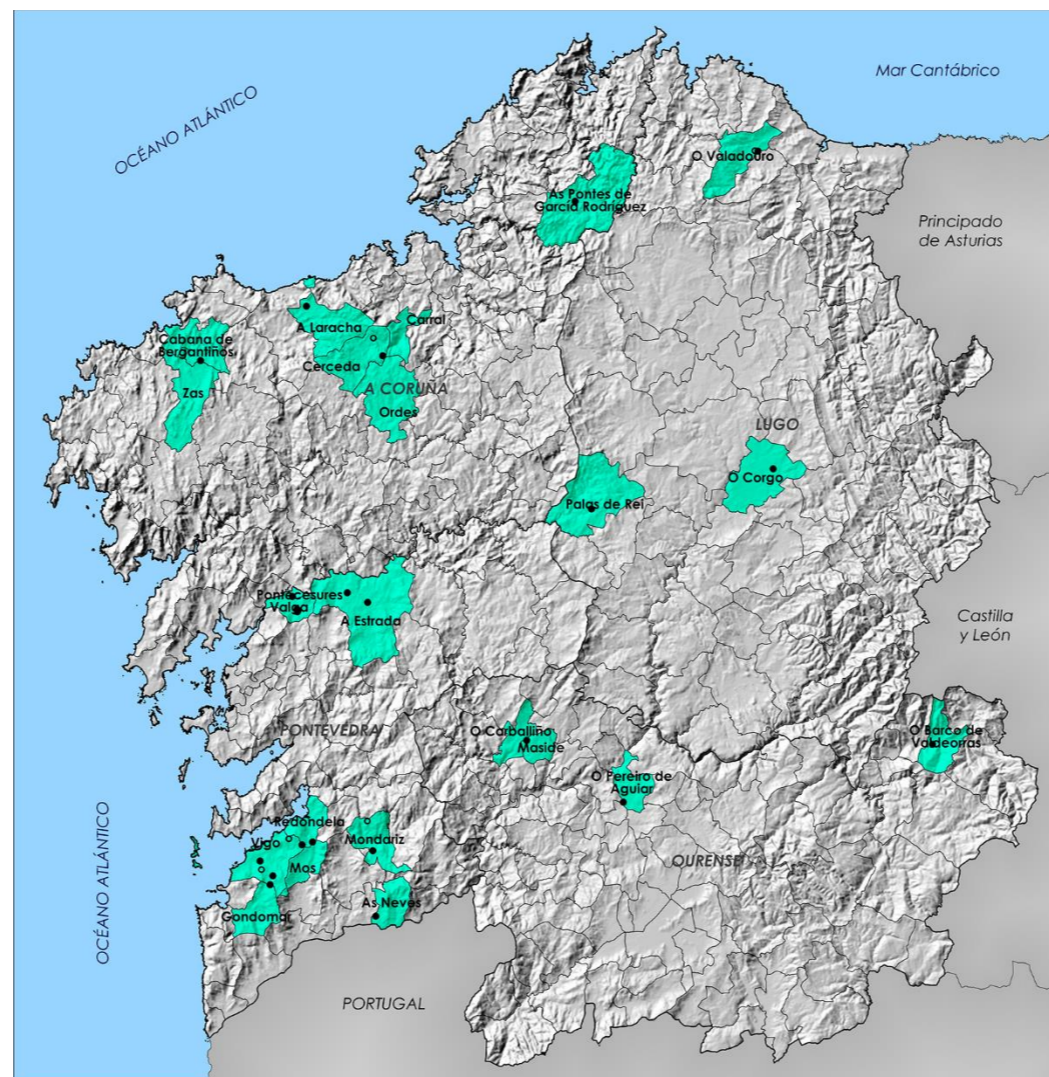 Mar Cantábrico
OCÉANO ATLÁNTICO
O Valadouro
As Pontes de
García Rodríguez
Principado
de Asturias
A Laracha
Carral
Cabana de
Bergantiños
Cerceda
A CORUÑA
Zas
Ordes
LUGO
O Corgo
Palas de Rei
Pontecesures
Valga
A Estrada
Castilla
y León
PONTEVEDRA
O Carballiño
Maside
O Barco de
Valdeorras
O Pereiro de
Aguiar
Redondela
Vigo
Mondariz
Mos
OURENSE
OCÉANO ATLÁNTICO
Gondomar
As Neves
PORTUGAL